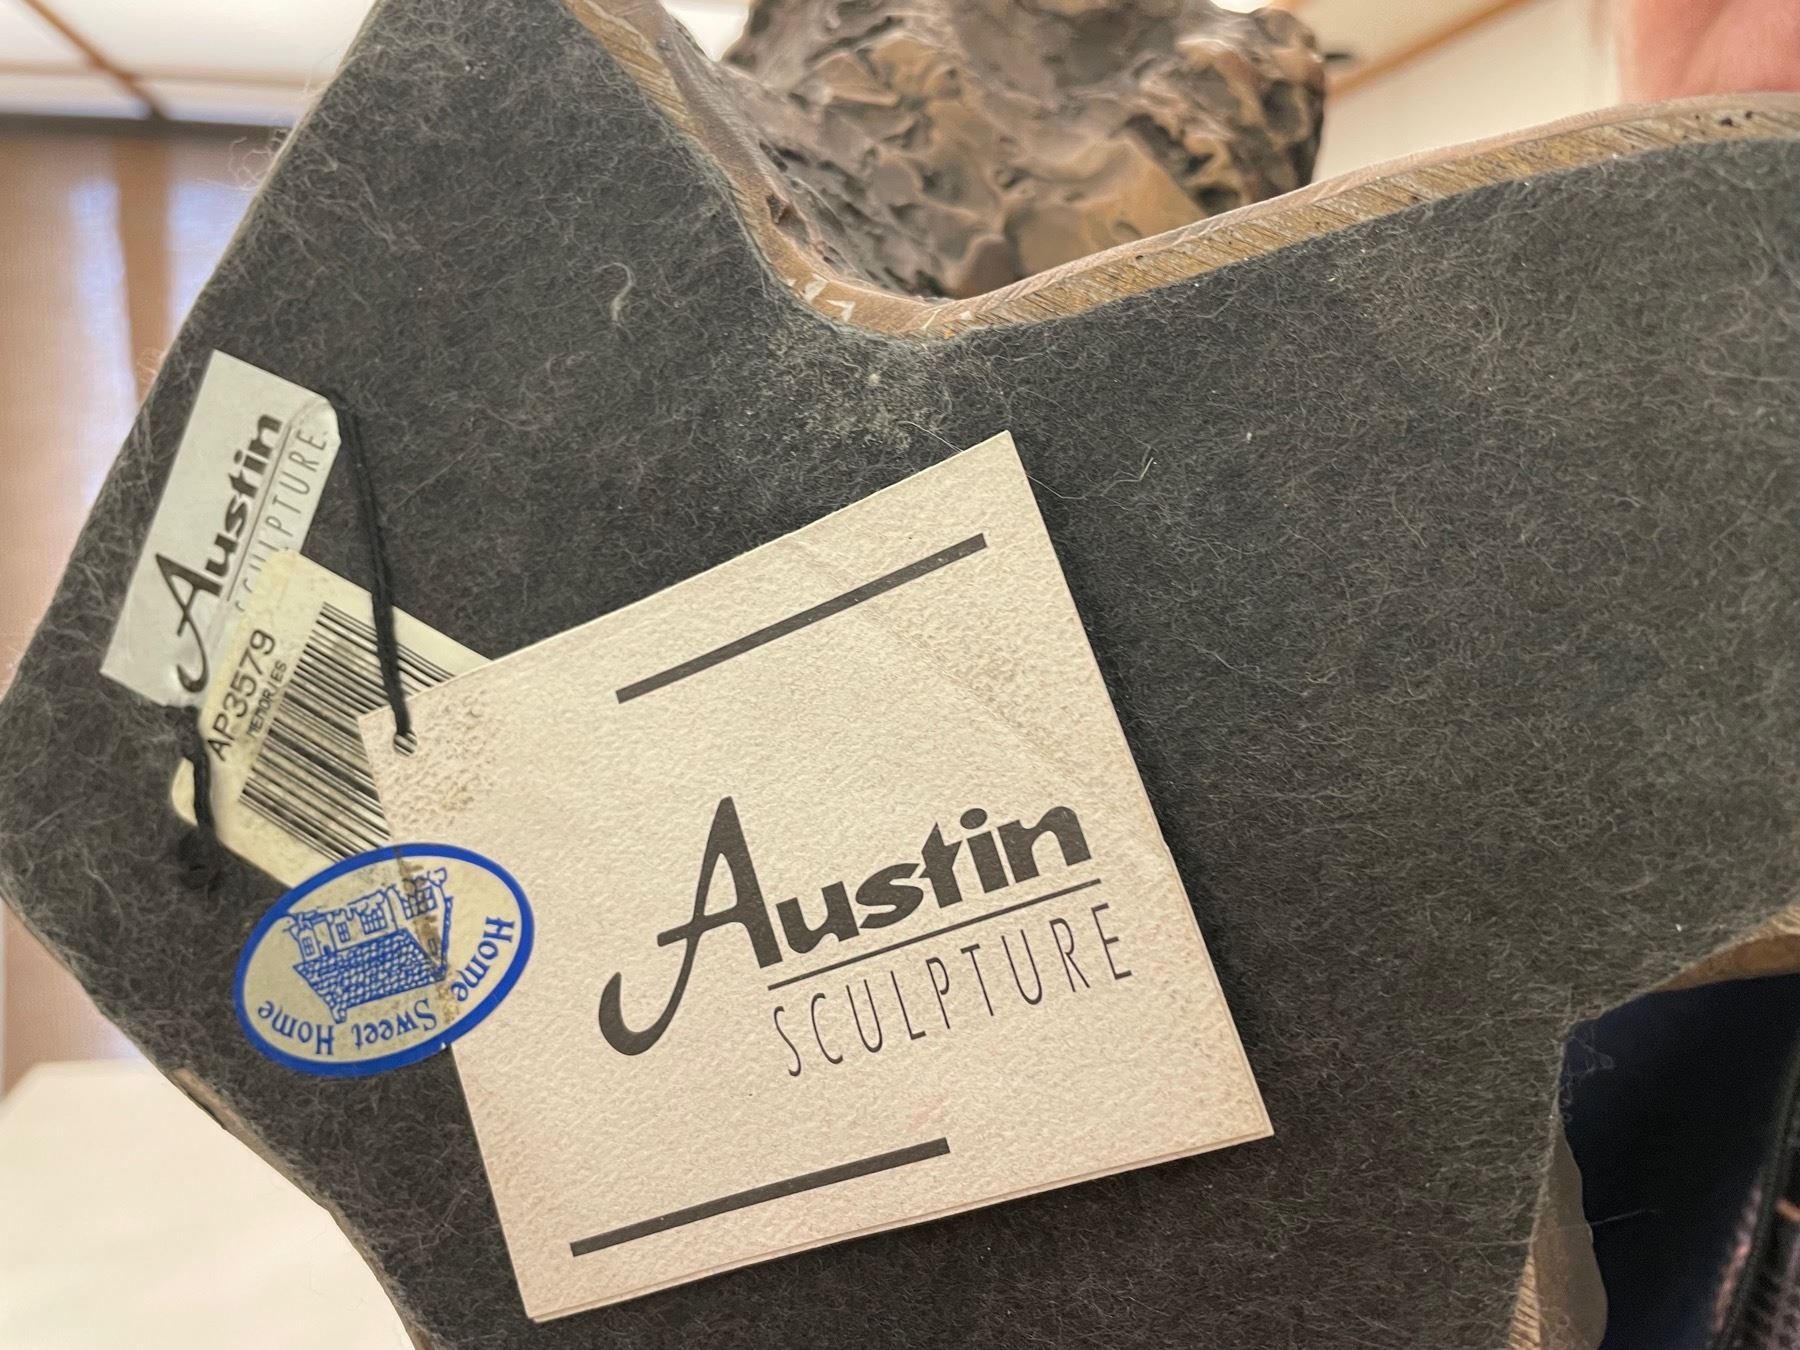 Austin
SCULPTURE.
AP3579
MEMORIES
Home Sweet Home
Austin
SCULPTURE